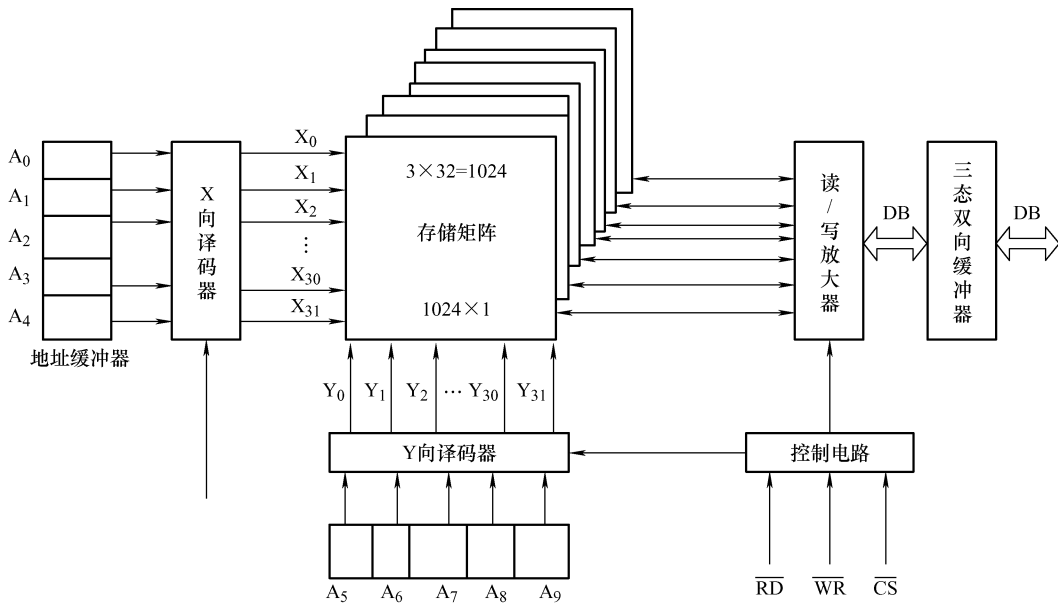 A₀
A₁
A₂
A₃
A₄
地址缓冲器
X向译码器
X₀
X₁
X₂
⋮
X₃₀
X₃₁
3×32=1024
存储矩阵
1024×1
读/写放大器
DB
三态双向缓冲器
DB
Y₀ Y₁ Y₂ … Y₃₀ Y₃₁
Y向译码器
控制电路
A₅ A₆ A₇ A₈ A₉
R̅D̅ W̅R̅ C̅S̅